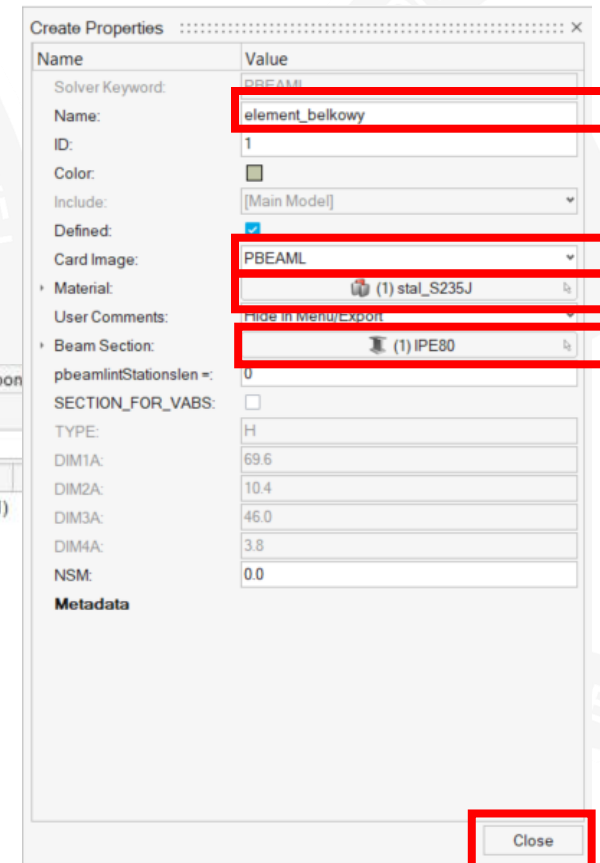 Create Properties
Name Value
Solver Keyword: PBEAML
Name: element_belkowy
ID: 1
Color:
Include: [Main Model]
Defined:
Card Image: PBEAML
Material: (1) stal_S235J
User Comments: Hide In Menu/Export
Beam Section: (1) IPE80
pbeamlintStationslen =: 0
SECTION_FOR_VABS:
TYPE: H
DIM1A: 69.6
DIM2A: 10.4
DIM3A: 46.0
DIM4A: 3.8
NSM: 0.0
Metadata
Close